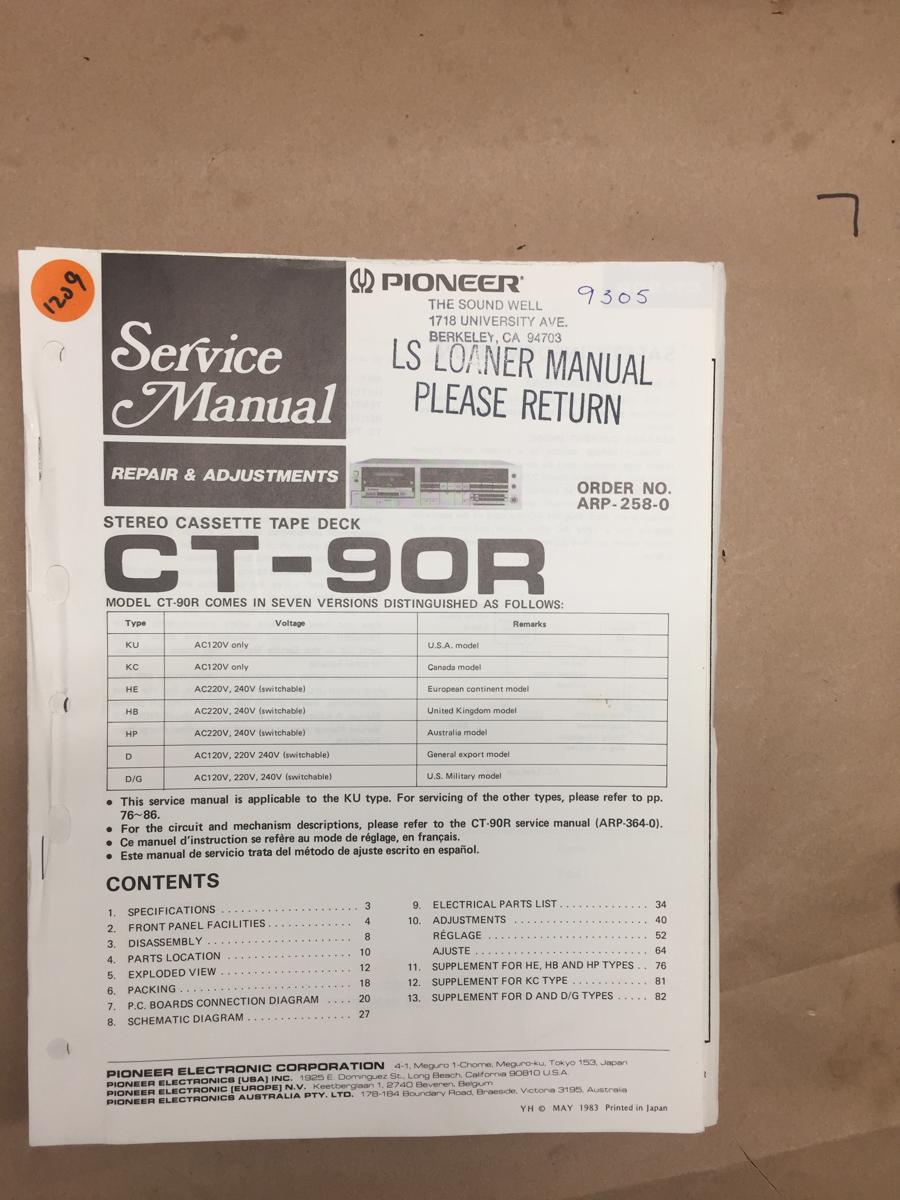 1209
PIONEER®
9305
THE SOUND WELL
1718 UNIVERSITY AVE.
BERKELEY, CA 94703
LS LOANER MANUAL
PLEASE RETURN
Service
Manual
REPAIR & ADJUSTMENTS
ORDER NO.
ARP-258-0
STEREO CASSETTE TAPE DECK
CT-90R
MODEL CT-90R COMES IN SEVEN VERSIONS DISTINGUISHED AS FOLLOWS:
Type Voltage Remarks
KU AC120V only U.S.A. model
KC AC120V only Canada model
HE AC220V, 240V (switchable) European continent model
HB AC220V, 240V (switchable) United Kingdom model
HP AC220V, 240V (switchable) Australia model
D AC120V, 220V 240V (switchable) General export model
D/G AC120V, 220V, 240V (switchable) U.S. Military model
● This service manual is applicable to the KU type. For servicing of the other types, please refer to pp.
76~86.
● For the circuit and mechanism descriptions, please refer to the CT-90R service manual (ARP-364-0).
● Ce manuel d'instruction se refère au mode de réglage, en français.
● Este manual de servicio trata del método de ajuste escrito en español.
CONTENTS
1. SPECIFICATIONS . . . . . . . . . . . . . . . . . . . . . 3
2. FRONT PANEL FACILITIES . . . . . . . . . . . . . 4
3. DISASSEMBLY . . . . . . . . . . . . . . . . . . . . . . 8
4. PARTS LOCATION . . . . . . . . . . . . . . . . . . . 10
5. EXPLODED VIEW . . . . . . . . . . . . . . . . . . . . 12
6. PACKING . . . . . . . . . . . . . . . . . . . . . . . . . . 18
7. P.C. BOARDS CONNECTION DIAGRAM . . . . 20
8. SCHEMATIC DIAGRAM . . . . . . . . . . . . . . . . 27
9. ELECTRICAL PARTS LIST . . . . . . . . . . . . . 34
10. ADJUSTMENTS . . . . . . . . . . . . . . . . . . . . 40
RÉGLAGE . . . . . . . . . . . . . . . . . . . . . . . . 52
AJUSTE . . . . . . . . . . . . . . . . . . . . . . . . . . 64
11. SUPPLEMENT FOR HE, HB AND HP TYPES . . 76
12. SUPPLEMENT FOR KC TYPE . . . . . . . . . . . . 81
13. SUPPLEMENT FOR D AND D/G TYPES . . . . . 82
PIONEER ELECTRONIC CORPORATION 4-1, Meguro 1-Chome, Meguro-ku, Tokyo 153, Japan
PIONEER ELECTRONICS [USA] INC. 1925 E. Dominguez St., Long Beach, California 90810 U.S.A.
PIONEER ELECTRONIC [EUROPE] N.V. Keetberglaan 1, 2740 Beveren, Belgium
PIONEER ELECTRONICS AUSTRALIA PTY. LTD. 178-184 Boundary Road, Braeside, Victoria 3195, Australia
YH © MAY 1983 Printed in Japan